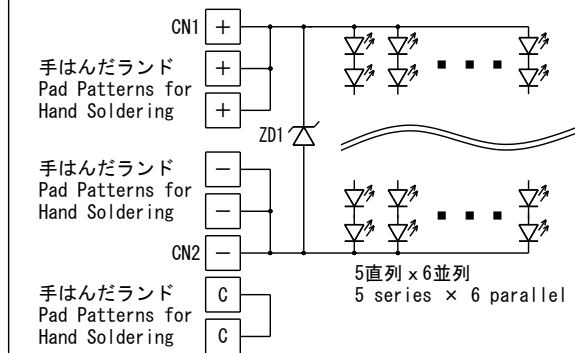 CN1 +
手はんだランド
Pad Patterns for
Hand Soldering
+
+
ZD1
手はんだランド
Pad Patterns for
Hand Soldering
−
−
CN2 −
5直列 x 6並列
5 series × 6 parallel
手はんだランド
Pad Patterns for
Hand Soldering
C
C